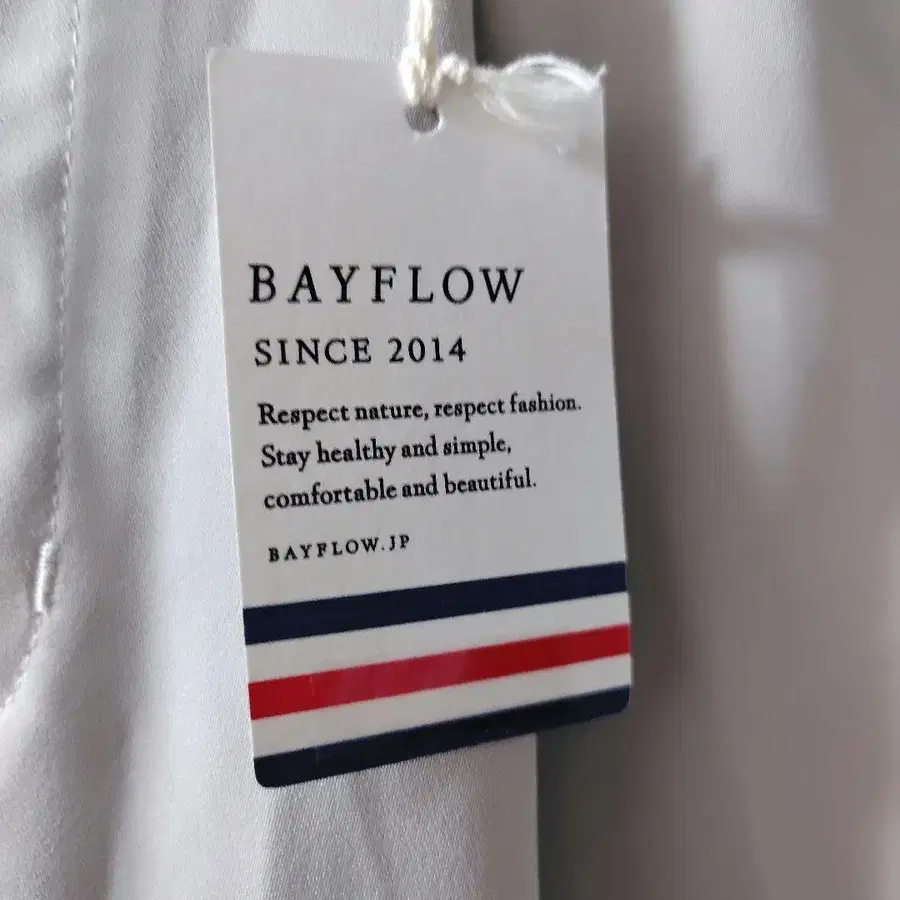 BAYFLOW
SINCE 2014
Respect nature, respect fashion.
Stay healthy and simple,
comfortable and beautiful.
BAYFLOW.JP